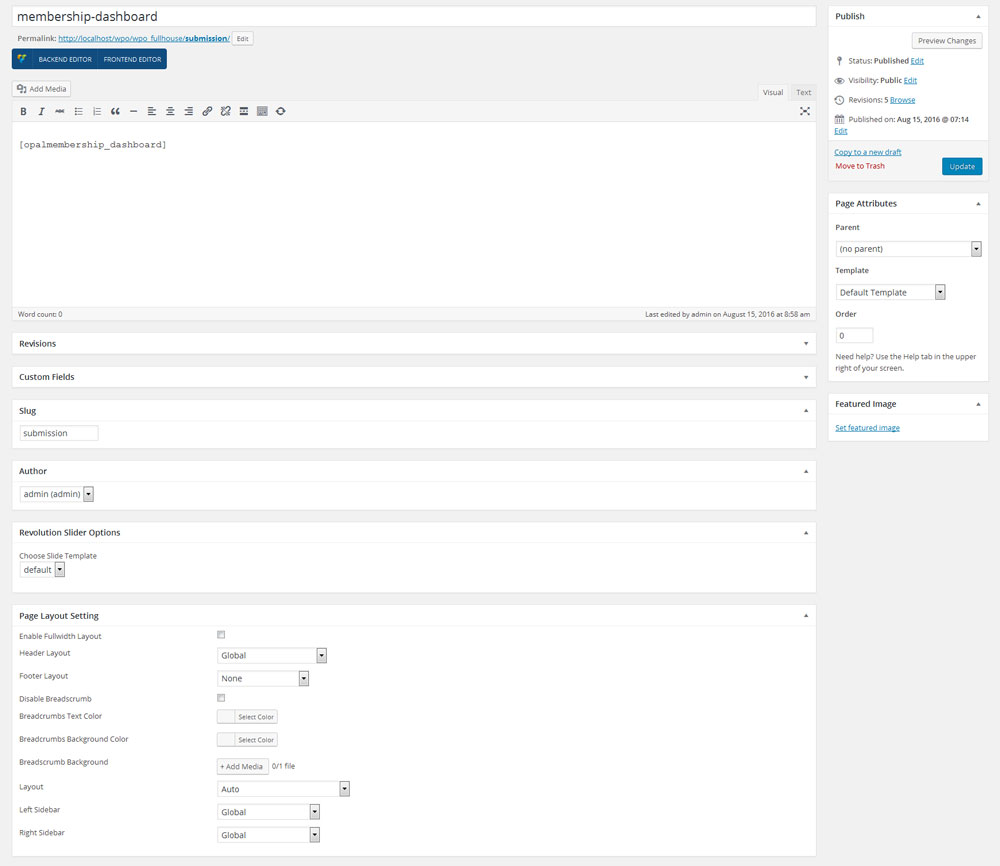 membership-dashboard
Permalink: http://localhost/wpo/wpo_fullhouse/submission/ Edit
BACKEND EDITOR FRONTEND EDITOR
Add Media
Visual Text
B I ABC
[opalmembership_dashboard]
Word count: 0 Last edited by admin on August 15, 2016 at 8:58 am
Revisions
Custom Fields
Slug
submission
Author
admin (admin)
Revolution Slider Options
Choose Slide Template
default
Page Layout Setting
Enable Fullwidth Layout
Header Layout Global
Footer Layout None
Disable Breadscrumb
Breadcrumbs Text Color Select Color
Breadcrumbs Background Color Select Color
Breadscrumb Background + Add Media 0/1 file
Layout Auto
Left Sidebar Global
Right Sidebar Global
Publish
Preview Changes
Status: Published Edit
Visibility: Public Edit
Revisions: 5 Browse
Published on: Aug 15, 2016 @ 07:14
Edit
Copy to a new draft
Move to Trash Update
Page Attributes
Parent
(no parent)
Template
Default Template
Order
0
Need help? Use the Help tab in the upper
right of your screen.
Featured Image
Set featured image